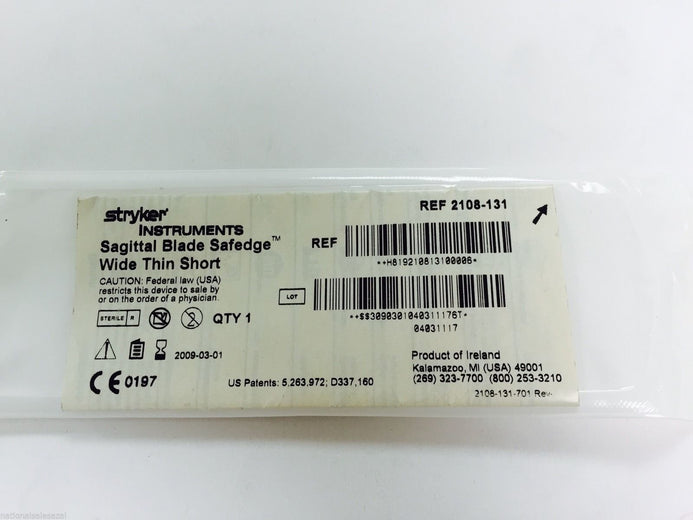 stryker
INSTRUMENTS
REF 2108-131
Sagittal Blade Safedge™
Wide Thin Short
REF
**H819210813100006*
CAUTION: Federal law (USA)
restricts this device to sale by
or on the order of a physician.
LOT
*+$$3090301040311176T*
04031117
STERILE R
2
QTY 1
2009-03-01
Product of Ireland
Kalamazoo, MI (USA) 49001
(269) 323-7700 (800) 253-3210
CE 0197
US Patents: 5,263,972; D337,160
2108-131-701 Rev-
nationalsalesazal